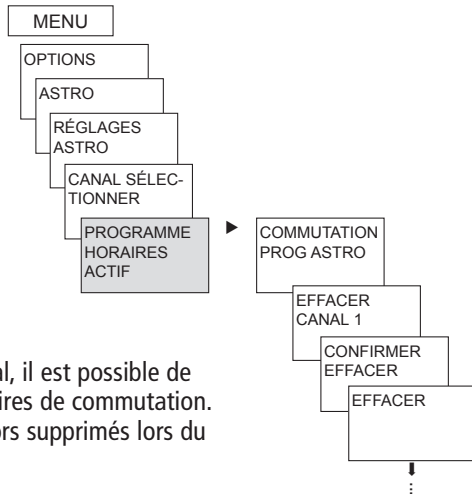 MENU
OPTIONS
ASTRO
RÉGLAGES
ASTRO
CANAL SÉLEC-
TIONNER
PROGRAMME
HORAIRES
ACTIF
COMMUTATION
PROG ASTRO
EFFACER
CANAL 1
CONFIRMER
EFFACER
EFFACER
al, il est possible de
ires de commutation.
ors supprimés lors du